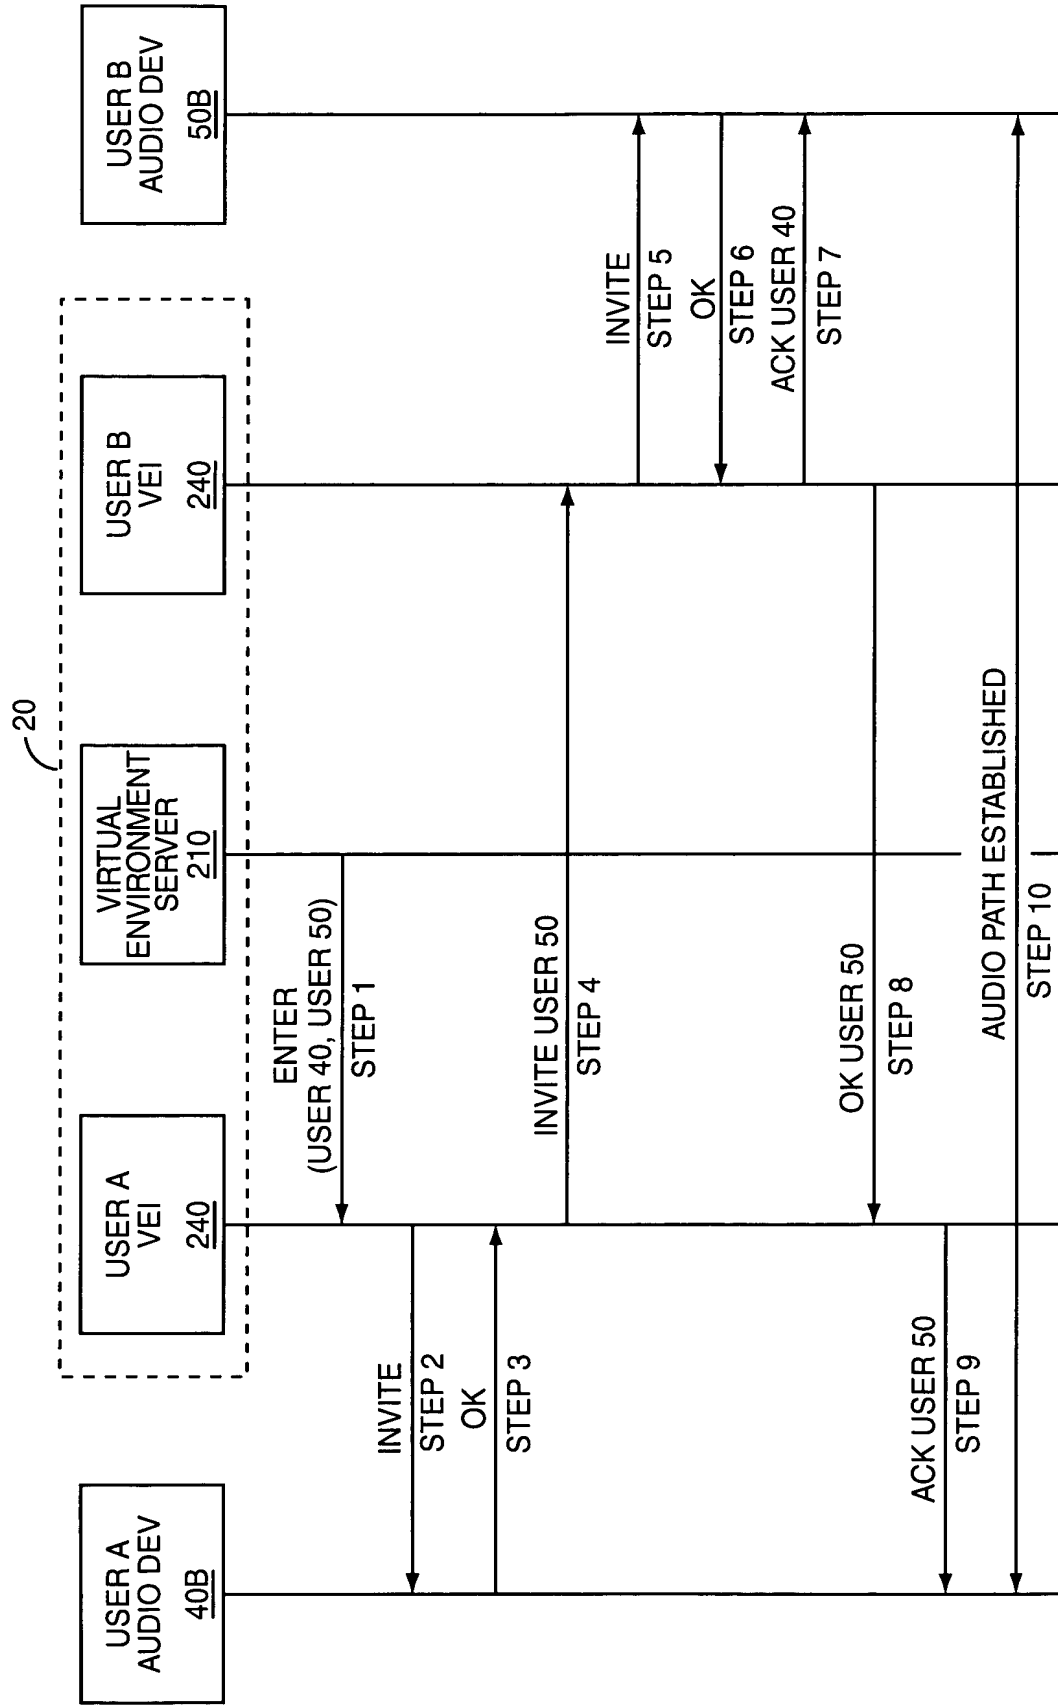 20
USER A
AUDIO DEV
40B
USER A
VEI
240
VIRTUAL
ENVIRONMENT
SERVER
210
USER B
VEI
240
USER B
AUDIO DEV
50B
ENTER
(USER 40, USER 50)
STEP 1
INVITE
STEP 2
OK
STEP 3
INVITE USER 50
STEP 4
INVITE
STEP 5
OK
STEP 6
ACK USER 40
STEP 7
OK USER 50
STEP 8
ACK USER 50
STEP 9
AUDIO PATH ESTABLISHED
STEP 10